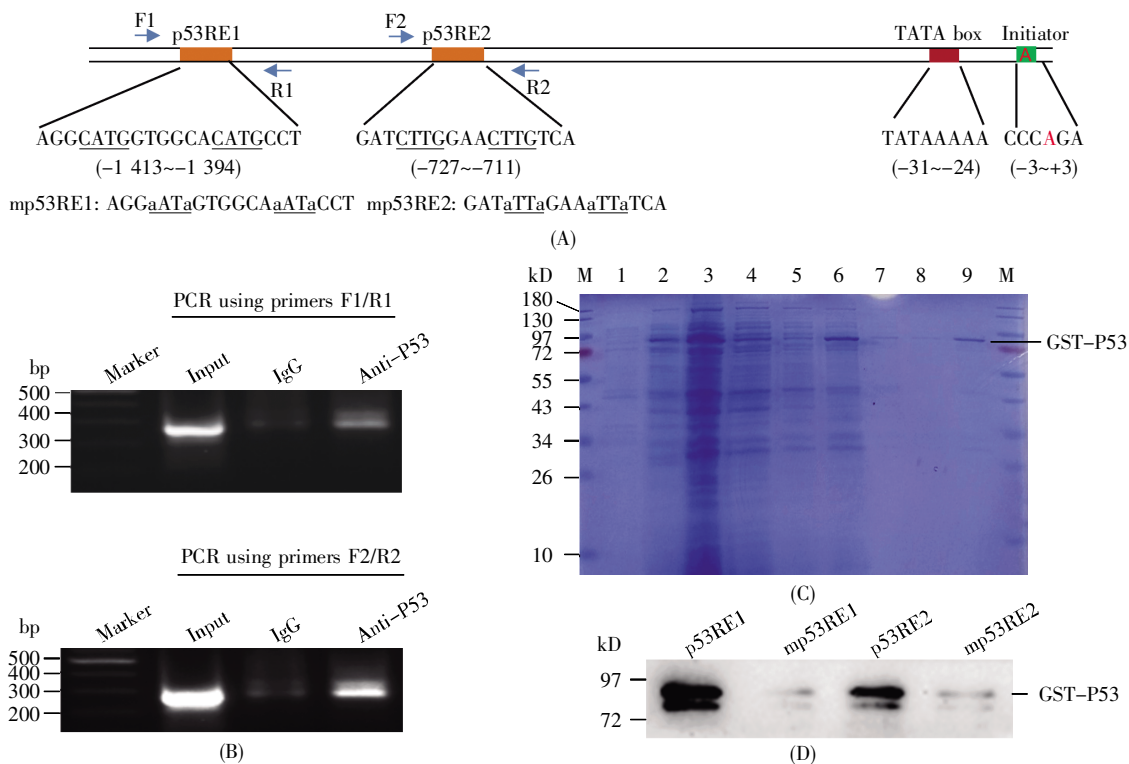 F1
p53RE1
R1
F2
p53RE2
R2
TATA box
Initiator
A
AGGCATGGTGGCACATGCCT
(−1 413~−1 394)
GATCTTGGAACTTGTCA
(−727~−711)
TATAAAAA
(−31~−24)
CCCAGA
(−3~+3)
mp53RE1: AGGaATaGTGGCAaATaCCT mp53RE2: GATaTTaGAAaTTaTCA
(A)
PCR using primers F1/R1
bp Marker Input IgG Anti−P53
500
400
300
200
PCR using primers F2/R2
bp Marker Input IgG Anti−P53
500
400
300
200
(B)
kD M 1 2 3 4 5 6 7 8 9 M
180
130
97
72
55
43
34
26
10
GST−P53
(C)
kD p53RE1 mp53RE1 p53RE2 mp53RE2
97
72
GST−P53
(D)